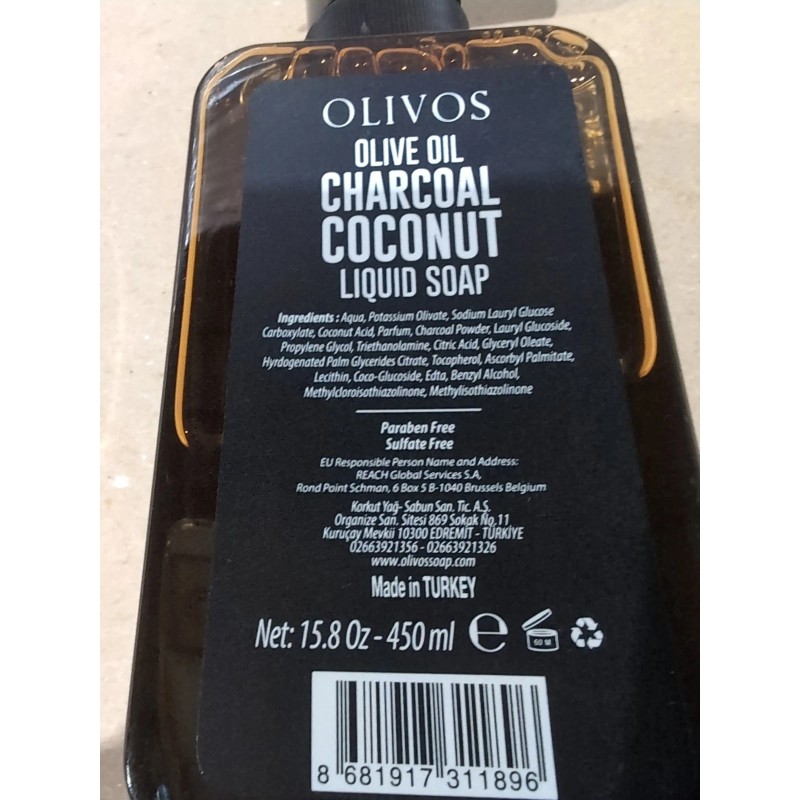 OLIVOS
OLIVE OIL
CHARCOAL
COCONUT
LIQUID SOAP
Ingredients : Aqua, Potassium Olivate, Sodium Lauryl Glucose
Carboxylate, Coconut Acid, Parfum, Charcoal Powder, Lauryl Glucoside,
Propylene Glycol, Triethanolamine, Citric Acid, Glyceryl Oleate,
Hyrdogenated Palm Glycerides Citrate, Tocopherol, Ascorbyl Palmitate,
Lecithin, Coco-Glucoside, Edta, Benzyl Alcohol,
Methylcloroisothiazolinone, Methylisothiazolinone
Paraben Free
Sulfate Free
EU Responsible Person Name and Address:
REACH Global Services S.A,
Rond Point Schman, 6 Box 5 B-1040 Brussels Belgium
Korkut Yağ- Sabun San. Tic. A.Ş.
Organize San. Sitesi 869 Sokak No.11
Kuruçay Mevkii 10300 EDREMİT - TÜRKİYE
02663921356 - 02663921326
www.olivossoap.com
Made in TURKEY
Net: 15.8 Oz - 450 ml e 60 M
8 681917 311896